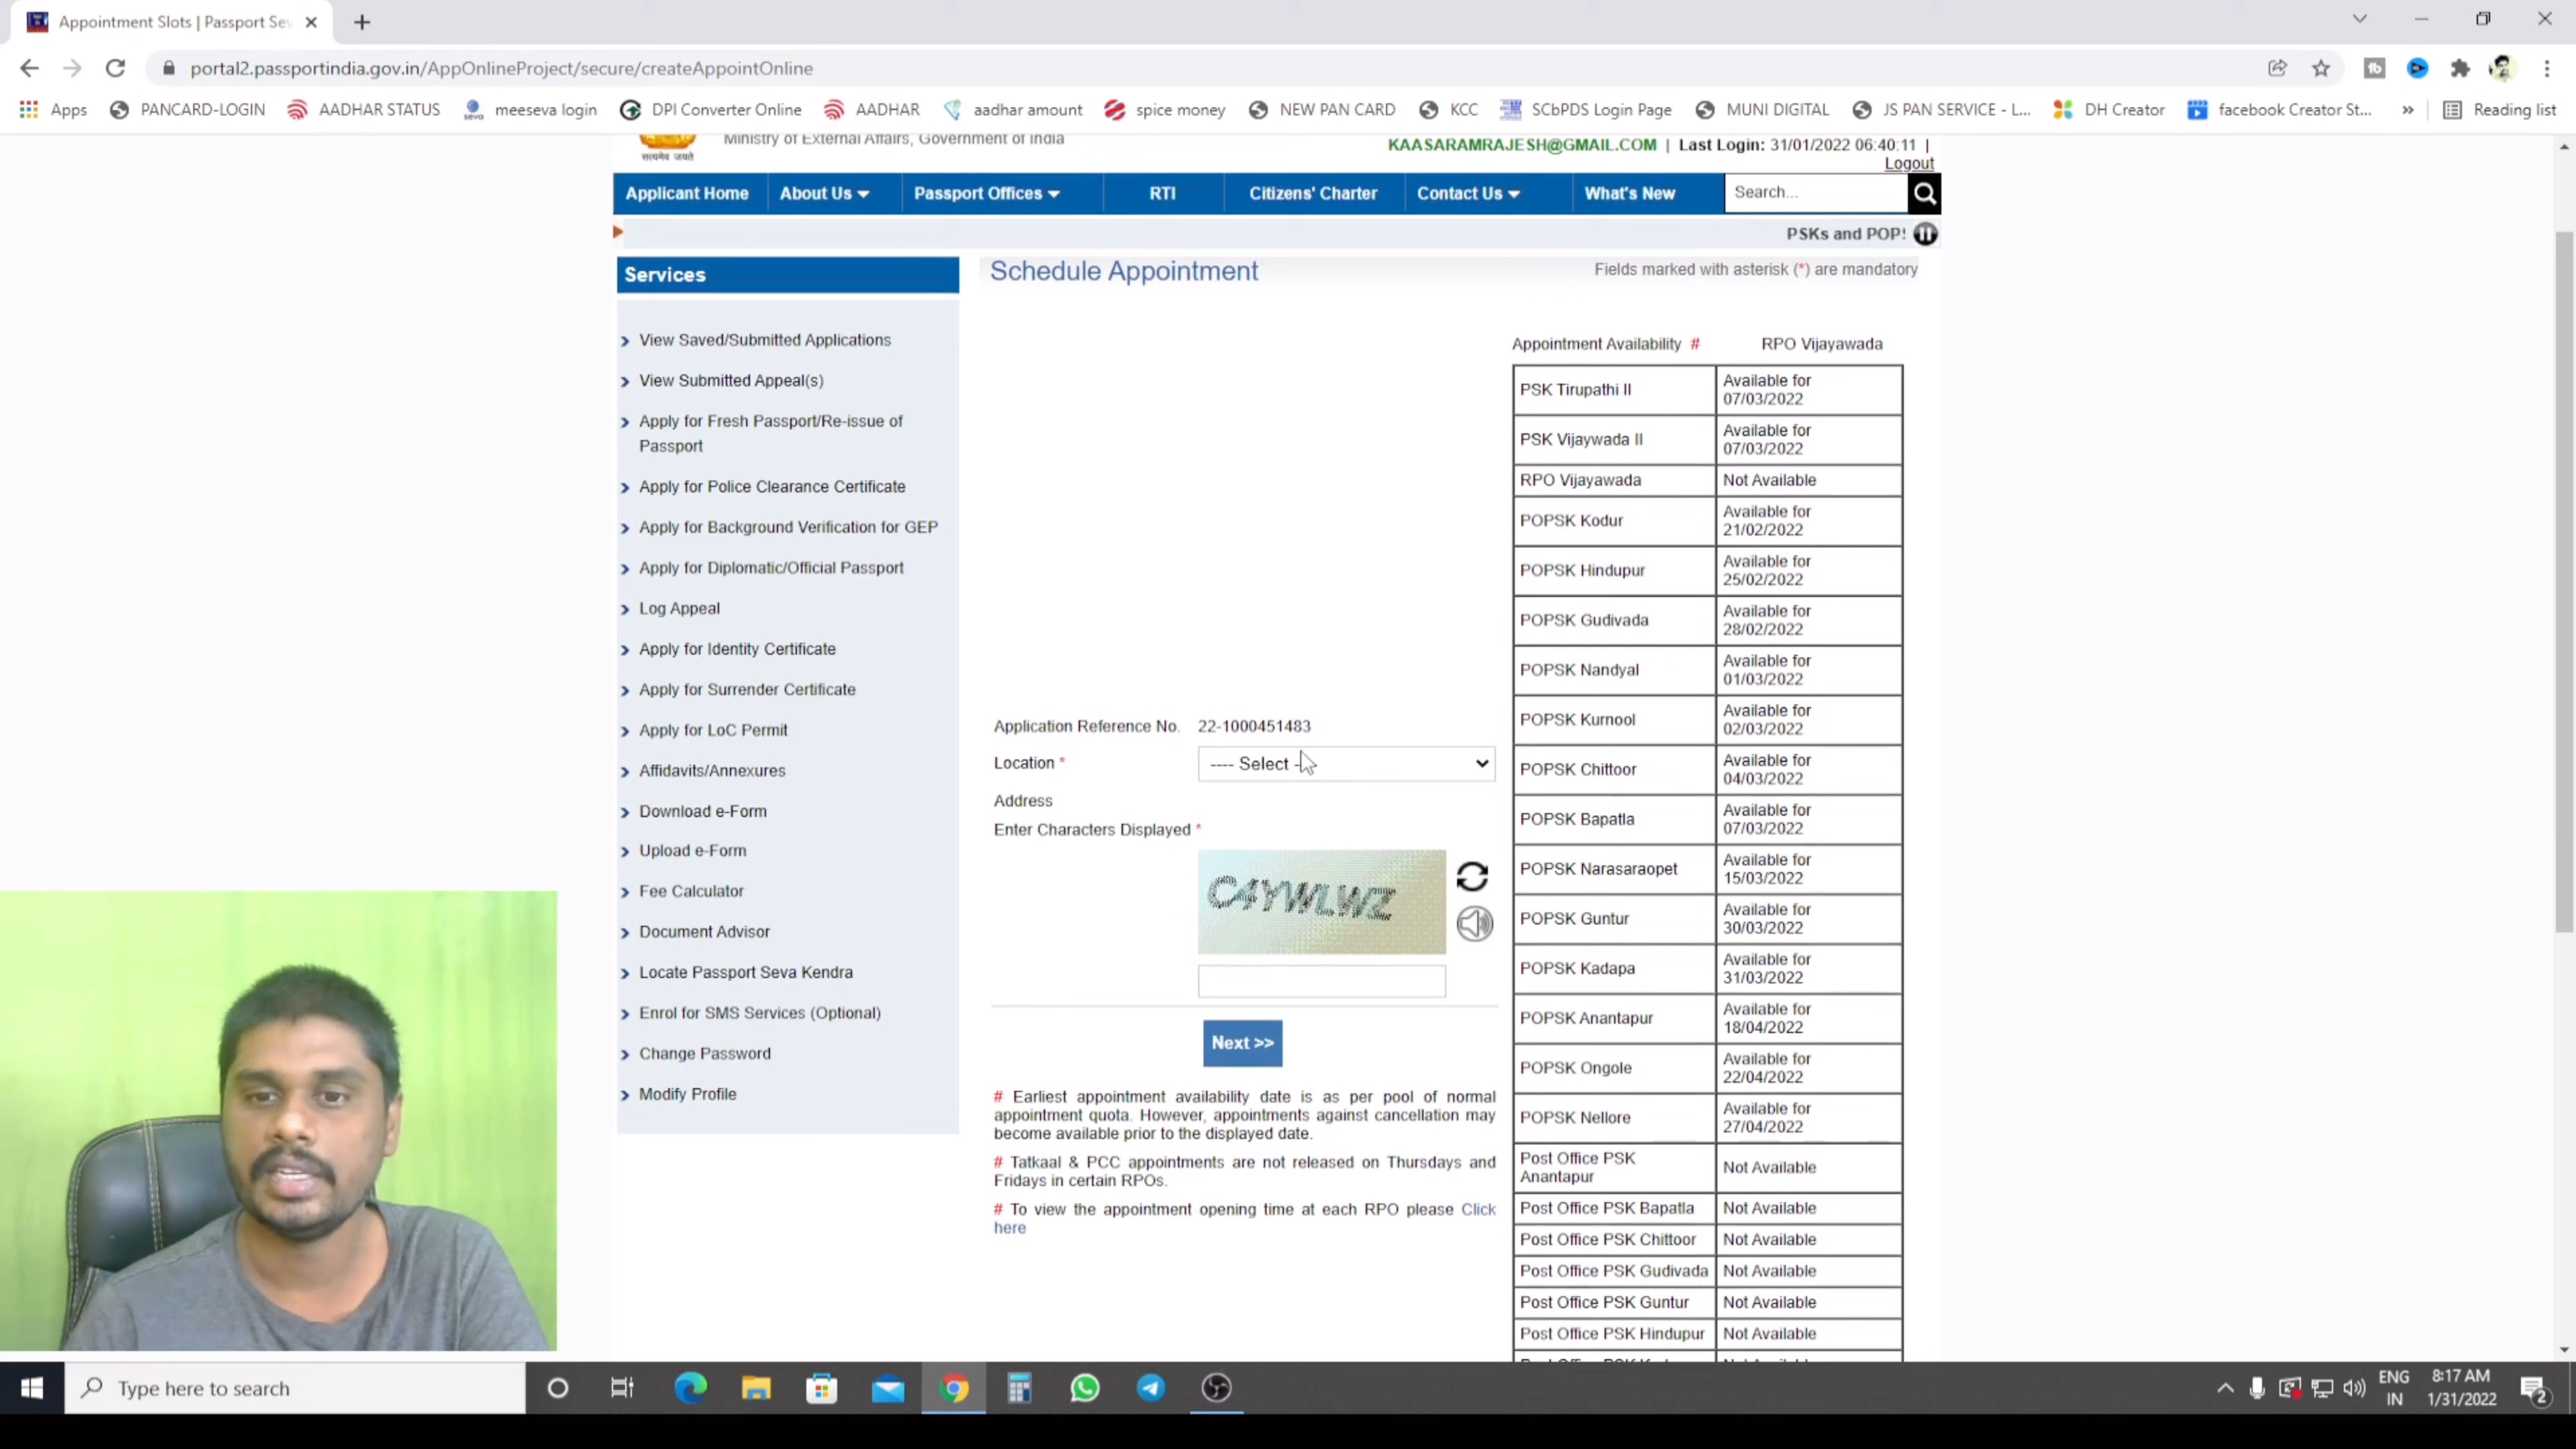 Appointment Slots | Passport Sev
portal2.passportindia.gov.in/AppOnlineProject/secure/createAppointOnline
Apps PANCARD-LOGIN AADHAR STATUS meeseva login DPI Converter Online AADHAR aadhar amount spice money NEW PAN CARD KCC SCbPDS Login Page MUNI DIGITAL JS PAN SERVICE - L... DH Creator facebook Creator St... » Reading list
सत्यमेव जयते
Ministry of External Affairs, Government of India
KAASARAMRAJESH@GMAIL.COM | Last Login: 31/01/2022 06:40:11 |
Logout
Applicant Home About Us Passport Offices RTI Citizens' Charter Contact Us What's New Search...
PSKs and POP!
Services
View Saved/Submitted Applications
View Submitted Appeal(s)
Apply for Fresh Passport/Re-issue of
Passport
Apply for Police Clearance Certificate
Apply for Background Verification for GEP
Apply for Diplomatic/Official Passport
Log Appeal
Apply for Identity Certificate
Apply for Surrender Certificate
Apply for LoC Permit
Affidavits/Annexures
Download e-Form
Upload e-Form
Fee Calculator
Document Advisor
Locate Passport Seva Kendra
Enrol for SMS Services (Optional)
Change Password
Modify Profile
Schedule Appointment
Fields marked with asterisk (*) are mandatory
Application Reference No. 22-1000451483
Location * ---- Select -
Address
Enter Characters Displayed *
C4YWLWZ
Next >>
# Earliest appointment availability date is as per pool of normal
appointment quota. However, appointments against cancellation may
become available prior to the displayed date.
# Tatkaal & PCC appointments are not released on Thursdays and
Fridays in certain RPOs.
# To view the appointment opening time at each RPO please Click
here
Appointment Availability # RPO Vijayawada
PSK Tirupathi II Available for
07/03/2022
PSK Vijaywada II Available for
07/03/2022
RPO Vijayawada Not Available
POPSK Kodur Available for
21/02/2022
POPSK Hindupur Available for
25/02/2022
POPSK Gudivada Available for
28/02/2022
POPSK Nandyal Available for
01/03/2022
POPSK Kurnool Available for
02/03/2022
POPSK Chittoor Available for
04/03/2022
POPSK Bapatla Available for
07/03/2022
POPSK Narasaraopet Available for
15/03/2022
POPSK Guntur Available for
30/03/2022
POPSK Kadapa Available for
31/03/2022
POPSK Anantapur Available for
18/04/2022
POPSK Ongole Available for
22/04/2022
POPSK Nellore Available for
27/04/2022
Post Office PSK
Anantapur Not Available
Post Office PSK Bapatla Not Available
Post Office PSK Chittoor Not Available
Post Office PSK Gudivada Not Available
Post Office PSK Guntur Not Available
Post Office PSK Hindupur Not Available
Type here to search
ENG
IN
8:17 AM
1/31/2022
2